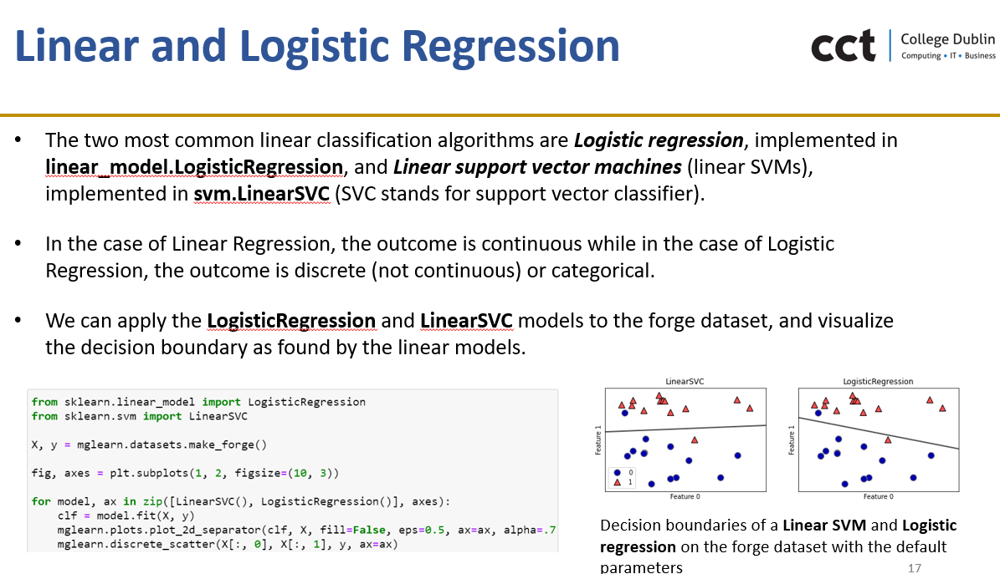 Linear and Logistic Regression
cct
College Dublin
Computing • IT • Business
• The two most common linear classification algorithms are Logistic regression, implemented in
linear_model.LogisticRegression, and Linear support vector machines (linear SVMs),
implemented in svm.LinearSVC (SVC stands for support vector classifier).
• In the case of Linear Regression, the outcome is continuous while in the case of Logistic
Regression, the outcome is discrete (not continuous) or categorical.
• We can apply the LogisticRegression and LinearSVC models to the forge dataset, and visualize
the decision boundary as found by the linear models.
from sklearn.linear_model import LogisticRegression
from sklearn.svm import LinearSVC
X, y = mglearn.datasets.make_forge()
fig, axes = plt.subplots(1, 2, figsize=(10, 3))
for model, ax in zip([LinearSVC(), LogisticRegression()], axes):
    clf = model.fit(X, y)
    mglearn.plots.plot_2d_separator(clf, X, fill=False, eps=0.5, ax=ax, alpha=.7
    mglearn.discrete_scatter(X[:, 0], X[:, 1], y, ax=ax)
LinearSVC
Feature 1
0
1
Feature 0
LogisticRegression
Feature 1
Feature 0
Decision boundaries of a Linear SVM and Logistic
regression on the forge dataset with the default
parameters
17